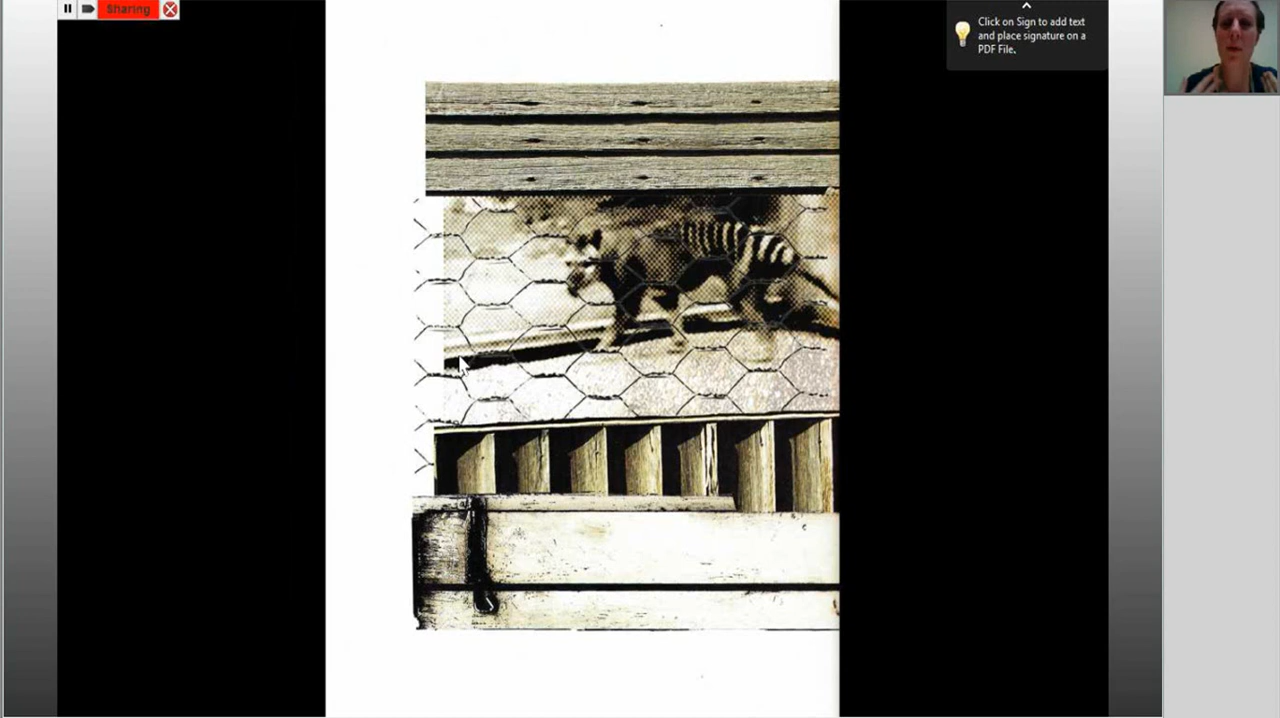 Sharing
Click on Sign to add text
and place signature on a
PDF File.